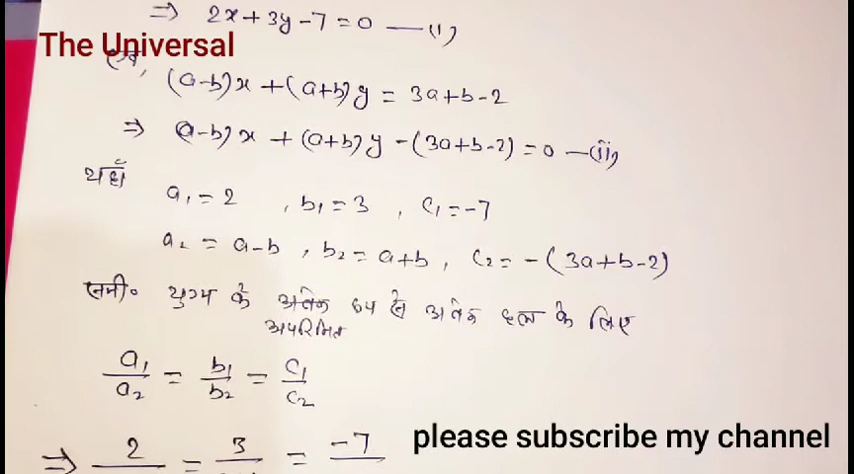 ⇒ 2x + 3y - 7 = 0 — (i)
The Universal
एवं,
(a-b)x + (a+b)y = 3a+b-2
⇒ (a-b)x + (a+b)y - (3a+b-2) = 0 — (ii)
यहाँ
a₁ = 2 , b₁ = 3 , c₁ = -7
a₂ = a-b , b₂ = a+b , c₂ = -(3a+b-2)
समी० युग्म के अनेक रूप से अनेक हल के लिए
अपरिमित
a₁/a₂ = b₁/b₂ = c₁/c₂
please subscribe my channel
⇒ 2/ = 3/ = -7/